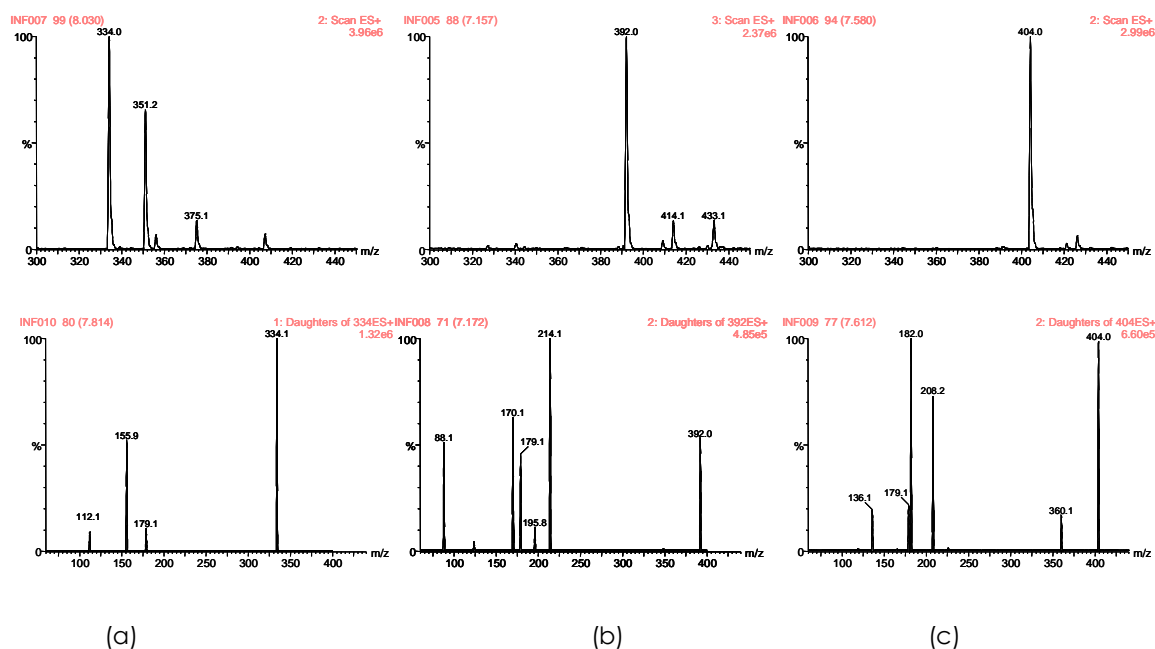 INF007 99 (8.030)
2: Scan ES+
3.96e6
100
%
0
334.0
351.2
375.1
300 320 340 360 380 400 420 440 m/z
INF005 88 (7.157)
3: Scan ES+
2.37e6
100
%
0
392.0
414.1
433.1
300 320 340 360 380 400 420 440 m/z
INF006 94 (7.580)
2: Scan ES+
2.99e6
100
%
0
404.0
300 320 340 360 380 400 420 440 m/z
INF010 80 (7.814)
1: Daughters of 334ES+
1.32e6
100
%
0
334.1
155.9
112.1
179.1
100 150 200 250 300 350 400 m/z
INF008 71 (7.172)
2: Daughters of 392ES+
4.85e5
100
%
0
214.1
170.1
179.1
88.1
392.0
195.8
100 150 200 250 300 350 400 m/z
INF009 77 (7.612)
2: Daughters of 404ES+
6.60e5
100
%
0
182.0
404.0
208.2
136.1
179.1
360.1
100 150 200 250 300 350 400 m/z
(a) (b) (c)